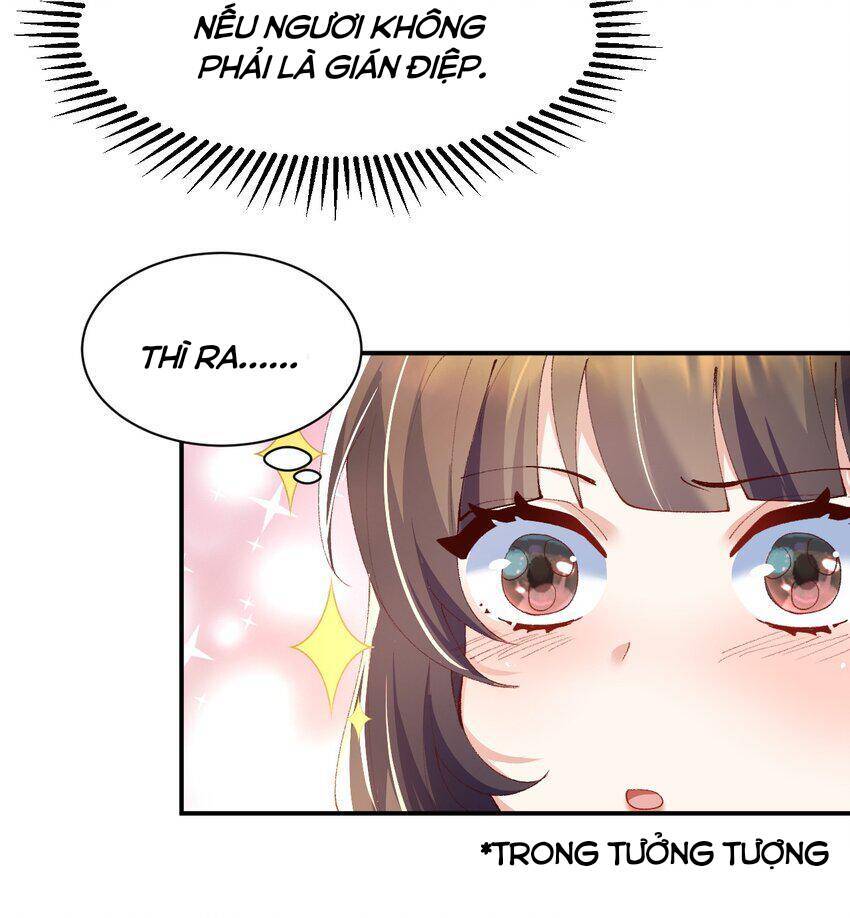 NẾU NGƯƠI KHÔNG
PHẢI LÀ GIÁN ĐIỆP.
THÌ RA......
*TRONG TƯỞNG TƯỢNG